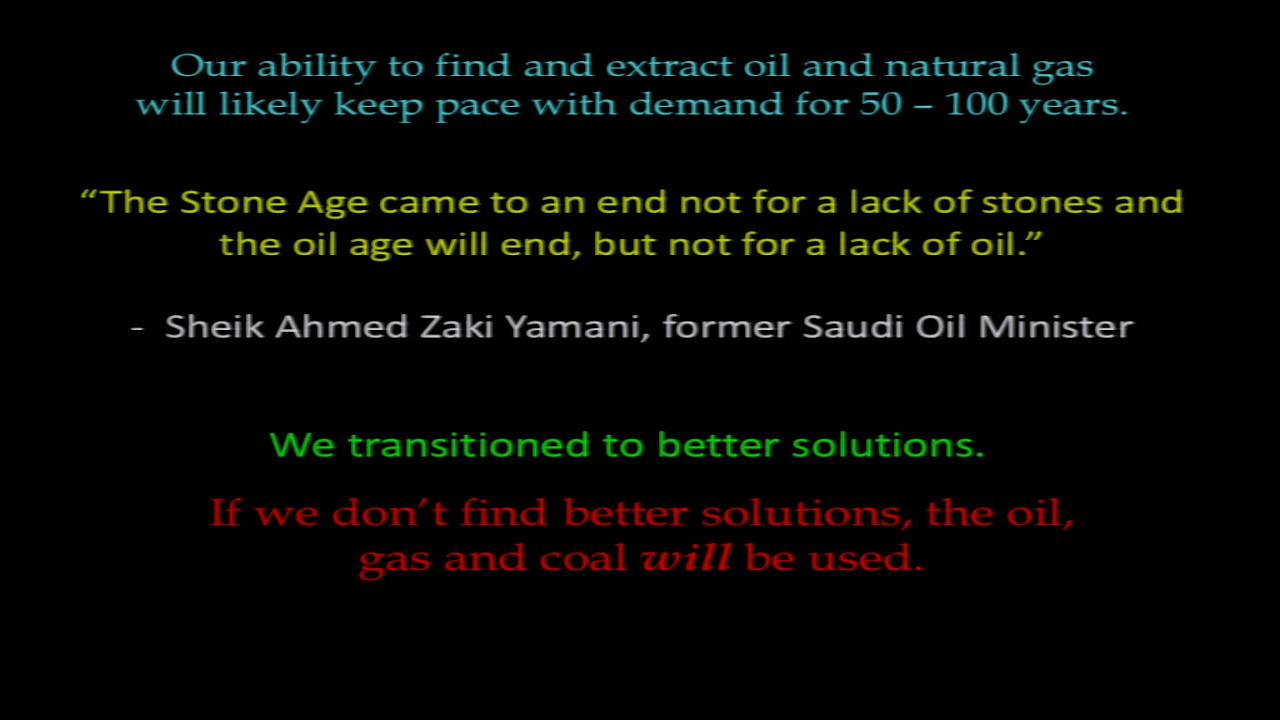 Our ability to find and extract oil and natural gas
will likely keep pace with demand for 50 – 100 years.
“The Stone Age came to an end not for a lack of stones and
the oil age will end, but not for a lack of oil.”
- Sheik Ahmed Zaki Yamani, former Saudi Oil Minister
We transitioned to better solutions.
If we don’t find better solutions, the oil,
gas and coal will be used.